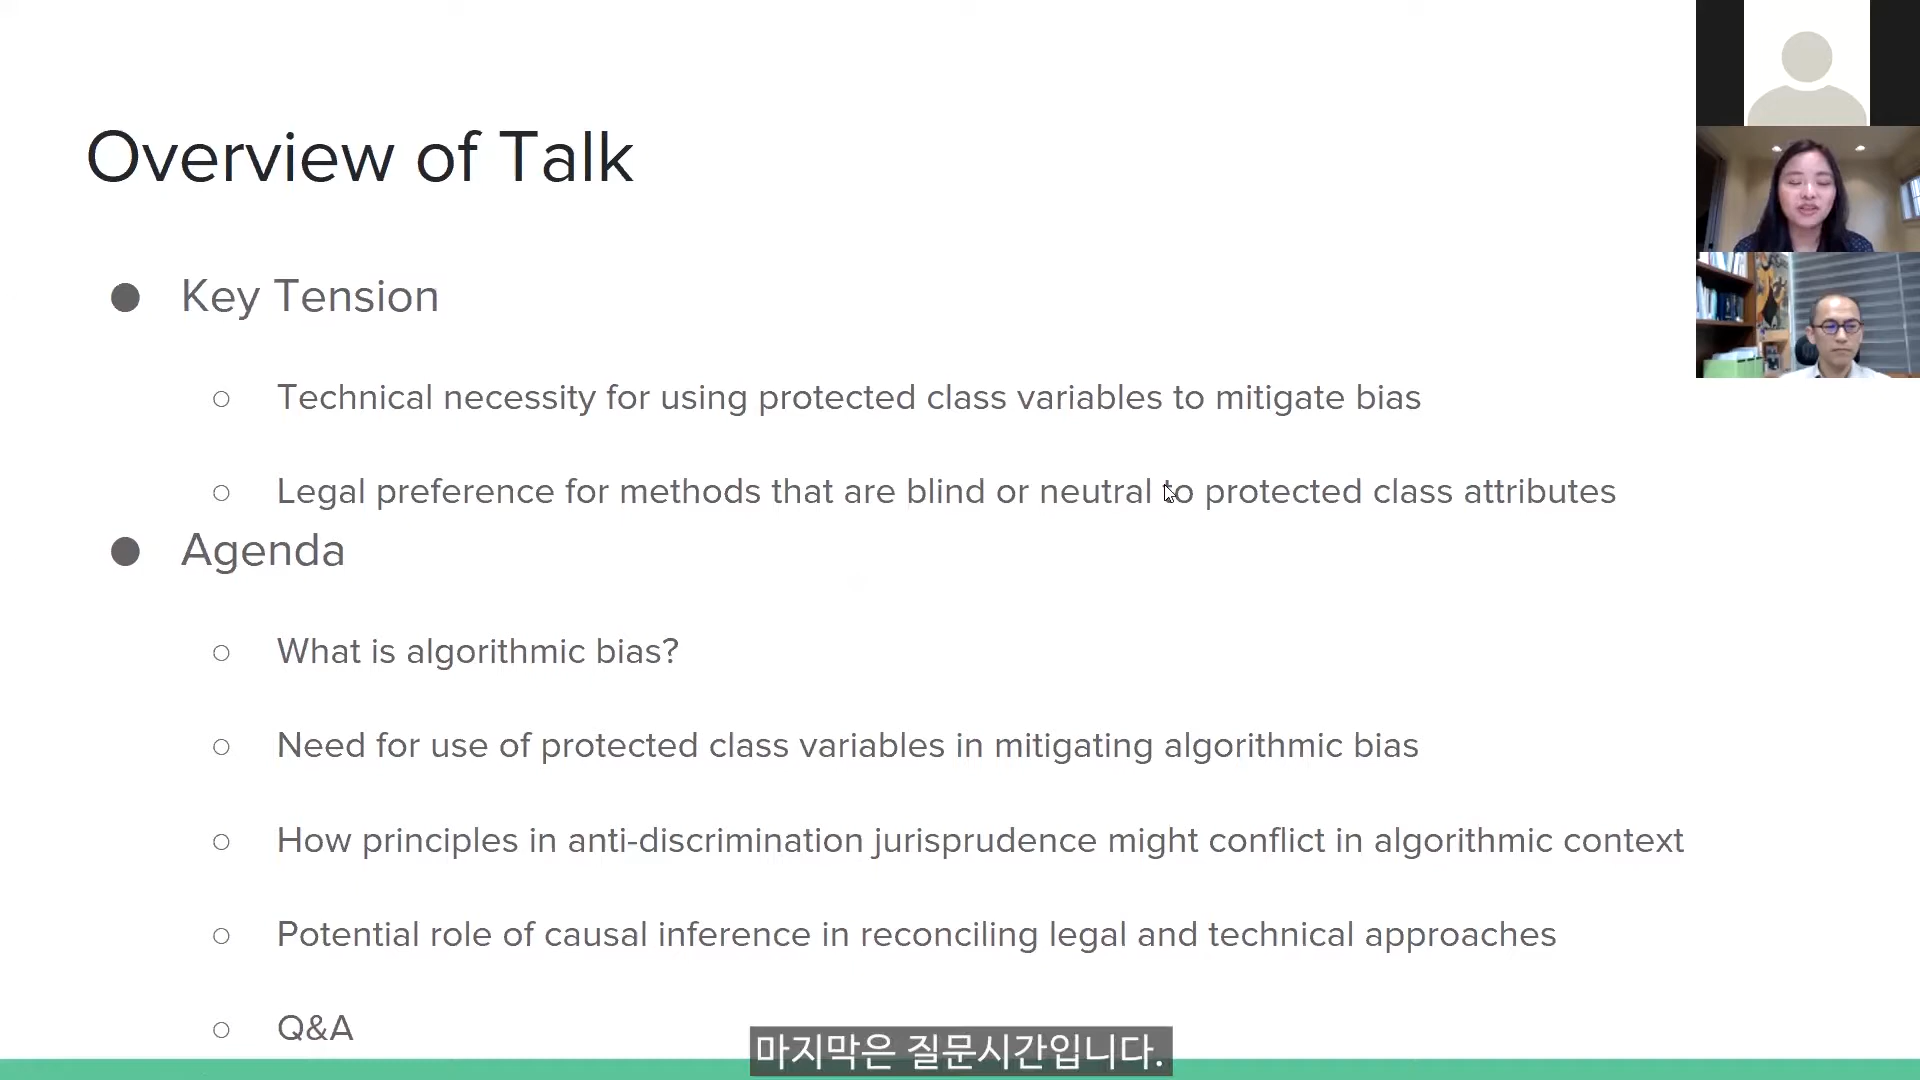 Overview of Talk
Key Tension
Technical necessity for using protected class variables to mitigate bias
Legal preference for methods that are blind or neutral to protected class attributes
Agenda
What is algorithmic bias?
Need for use of protected class variables in mitigating algorithmic bias
How principles in anti-discrimination jurisprudence might conflict in algorithmic context
Potential role of causal inference in reconciling legal and technical approaches
Q&A
마지막은 질문시간입니다.